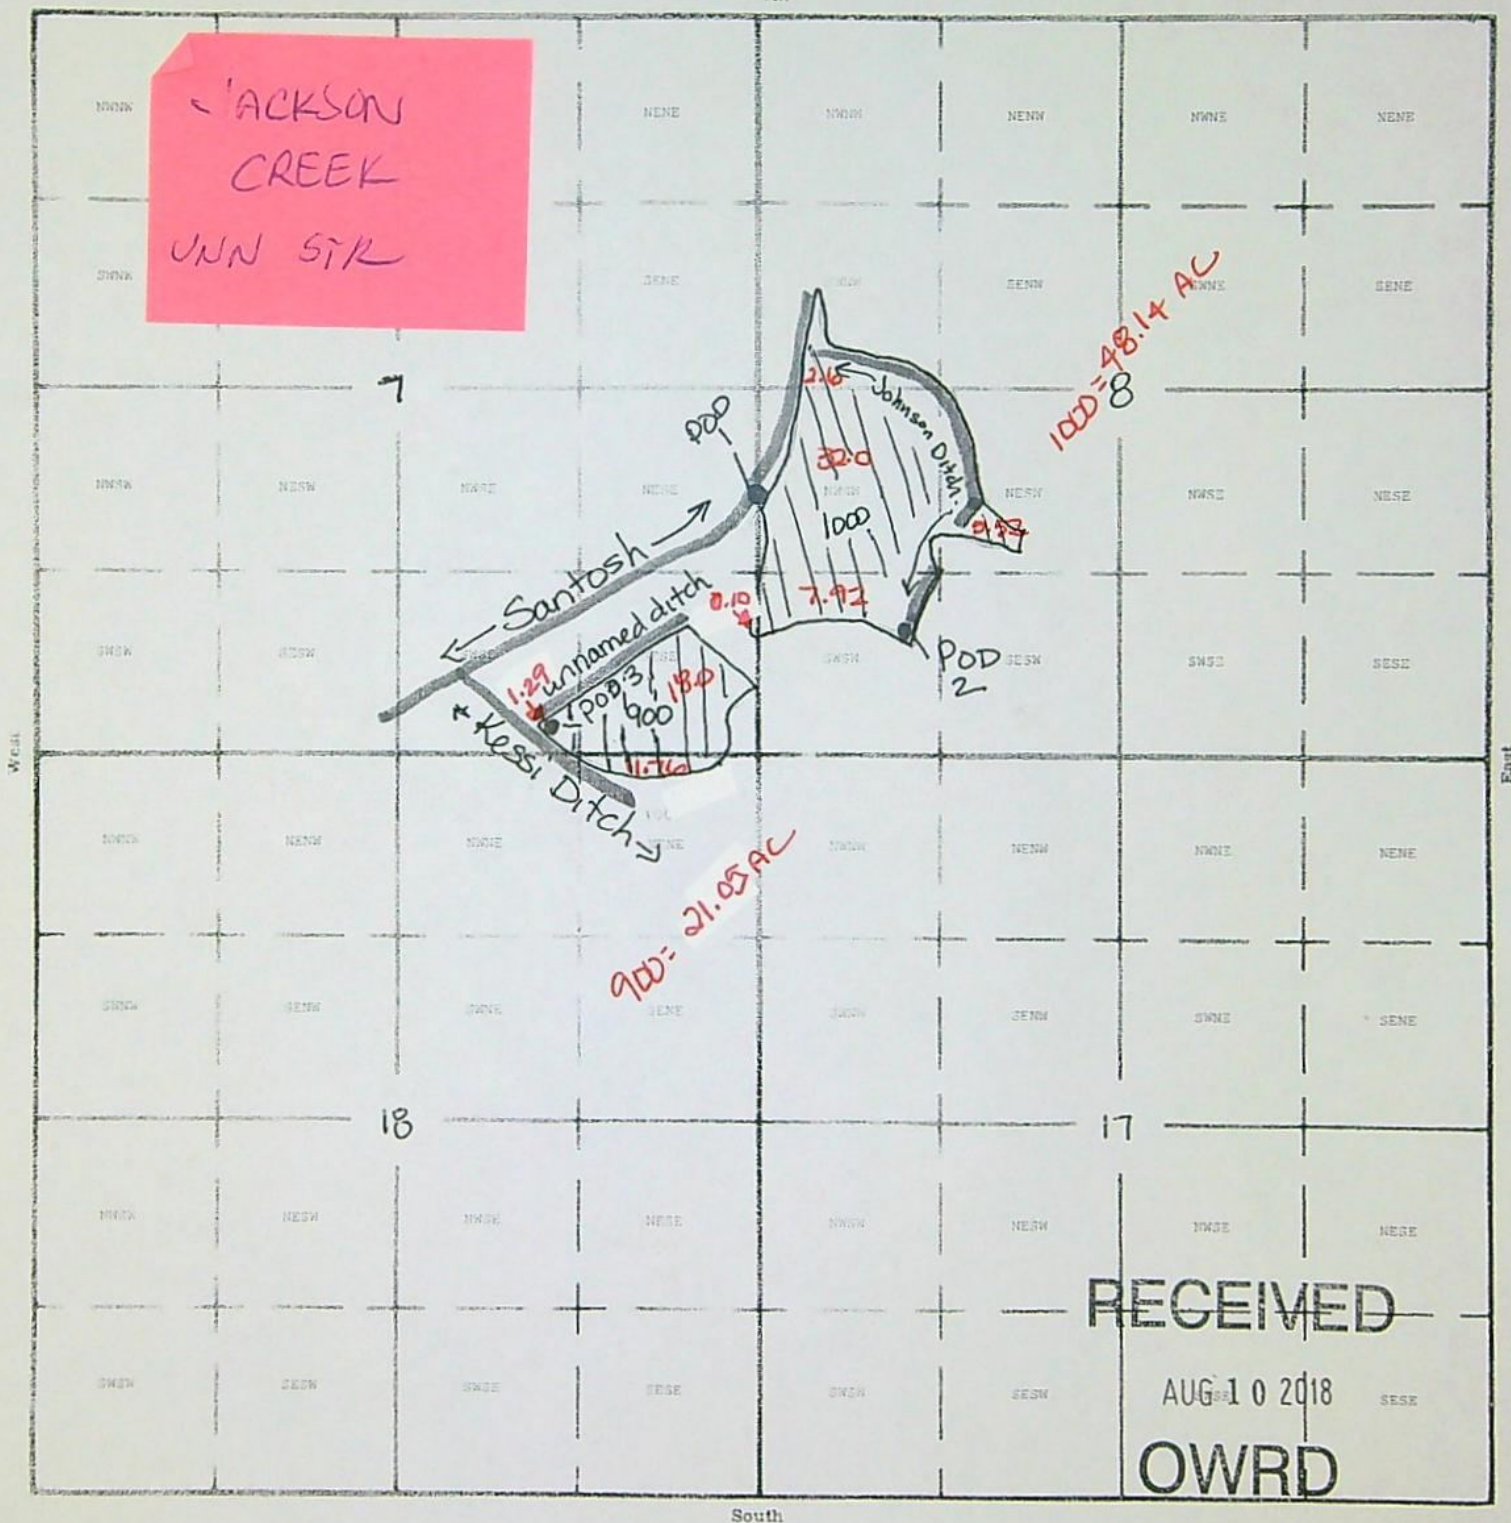 JACKSON
CREEK
UNN STR
NWNW
NENE
NWNW
NENW
NWNE
NENE
SWNW
SENE
SENW
SWNE
SENE
1000 = 48.14 AC
7
8
2.6
Johnson Ditch.
POD
32.0
NWSW
NESW
NWSE
NESE
NWSW
NESW
NWSE
NESE
1000
Santosh
unnamed ditch
0.10
7.92
SWSW
SESW
SWSW
SESW
SWSE
SESE
POD
2
1.29
POD.3
18.0
900
Kessi Ditch
1.76
West
East
NWNW
NENW
NWNE
NENE
NWNW
NENW
NWNE
NENE
900 = 21.05 AC
SWNW
SENW
SWNE
SENE
SWNW
SENW
SWNE
SENE
18
17
NWSW
NESW
NWSE
NESE
NWSW
NESW
NWSE
NESE
RECEIVED
SWSW
SESW
SWSE
SESE
SWSW
SESW
AUG 10 2018
SESE
OWRD
South